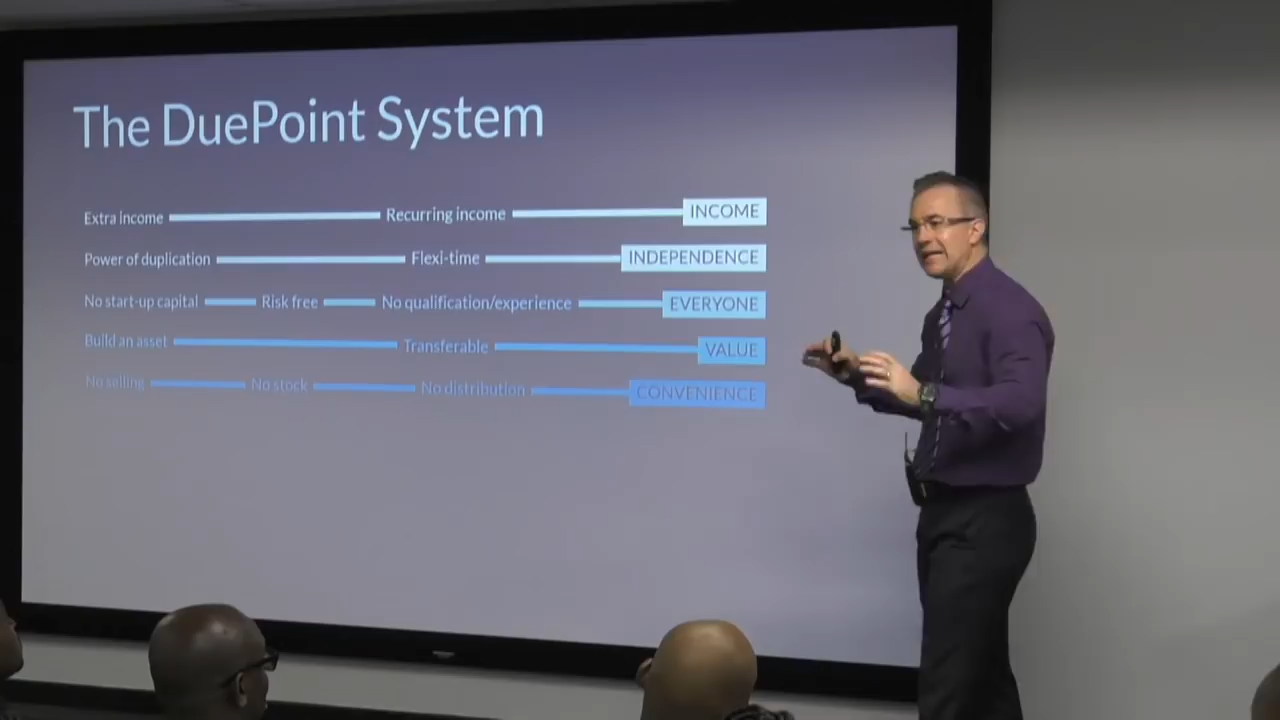 The DuePoint System
Extra income Recurring income INCOME
Power of duplication Flexi-time INDEPENDENCE
No start-up capital Risk free No qualification/experience EVERYONE
Build an asset Transferable VALUE
No selling No stock No distribution CONVENIENCE